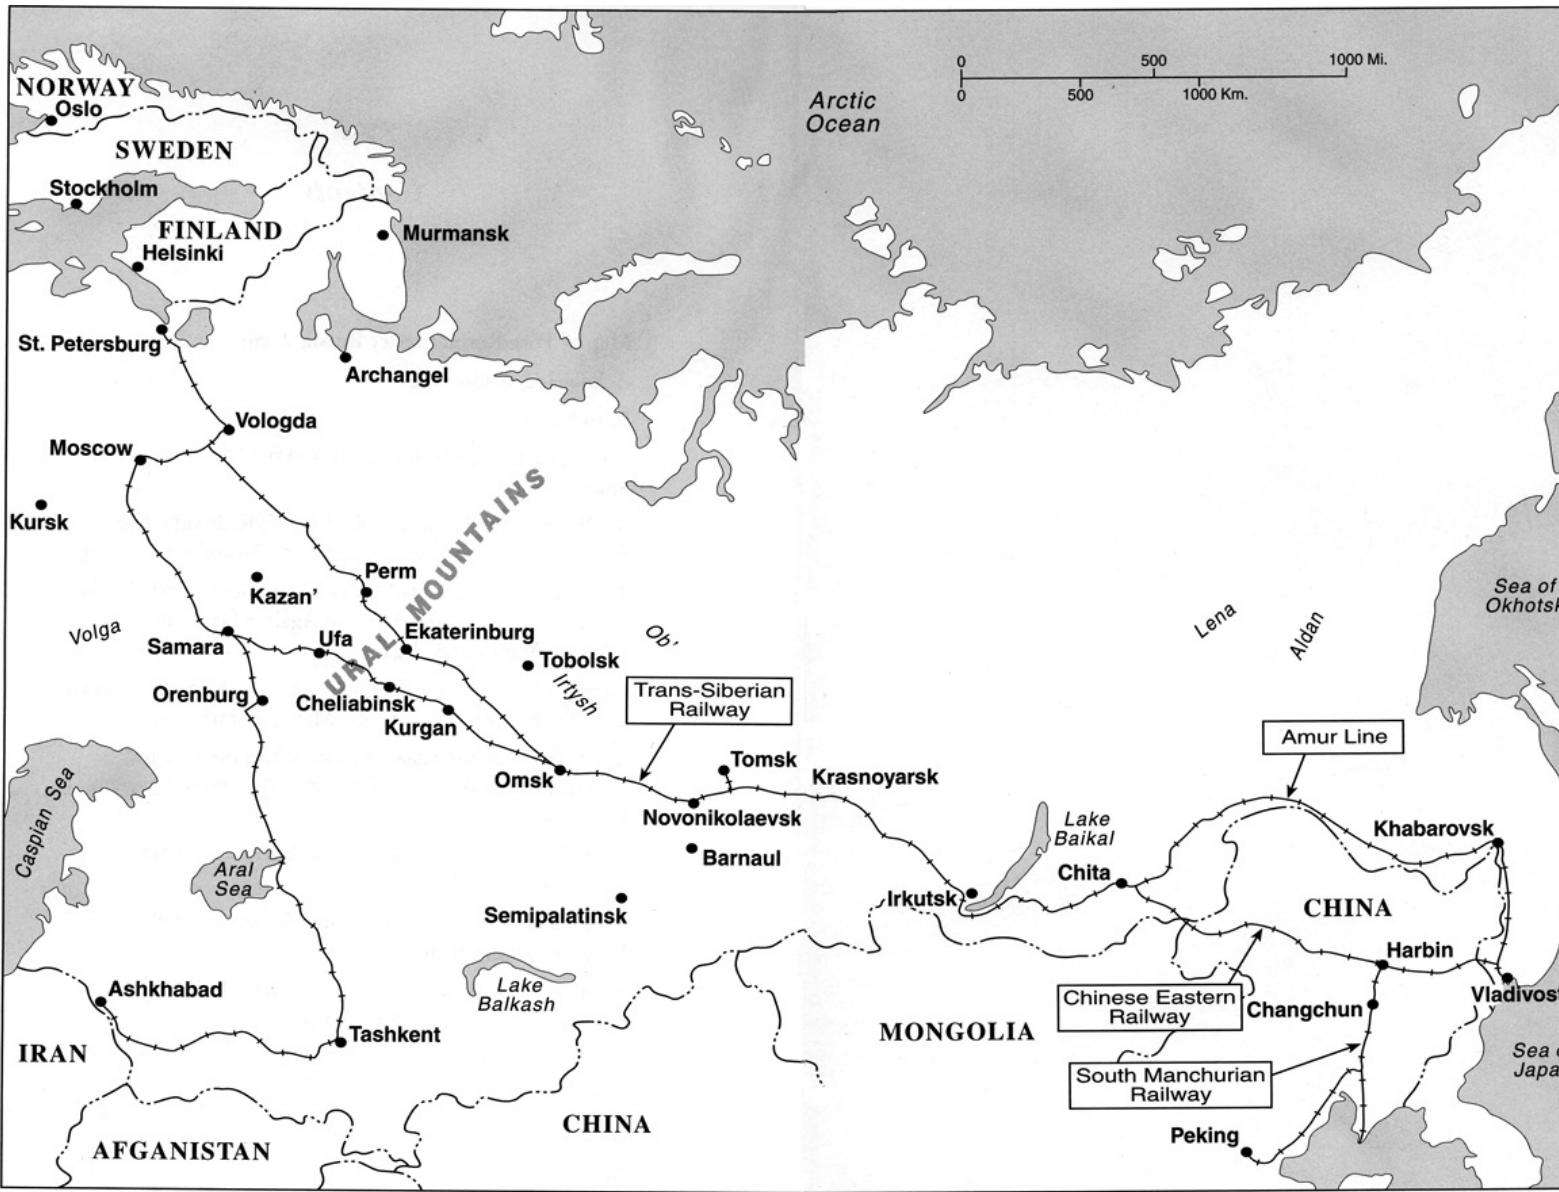 0 500 1000 Mi.
0 500 1000 Km.
Arctic
Ocean
NORWAY
Oslo
SWEDEN
Stockholm
FINLAND
Helsinki
Murmansk
St. Petersburg
Archangel
Vologda
Moscow
Kursk
URAL MOUNTAINS
Perm
Kazan’
Volga
Samara
Ufa
Ekaterinburg
Tobolsk
Ob’
Irtysh
Lena
Aldan
Sea of
Okhotsk
Orenburg
Cheliabinsk
Kurgan
Trans-Siberian
Railway
Amur Line
Omsk
Tomsk
Krasnoyarsk
Novonikolaevsk
Barnaul
Caspian Sea
Aral
Sea
Lake
Baikal
Khabarovsk
Chita
Irkutsk
Semipalatinsk
CHINA
Harbin
Lake
Balkash
Ashkhabad
Chinese Eastern
Railway
Changchun
Vladivost
Tashkent
IRAN
MONGOLIA
Sea o
Japa
South Manchurian
Railway
CHINA
Peking
AFGANISTAN